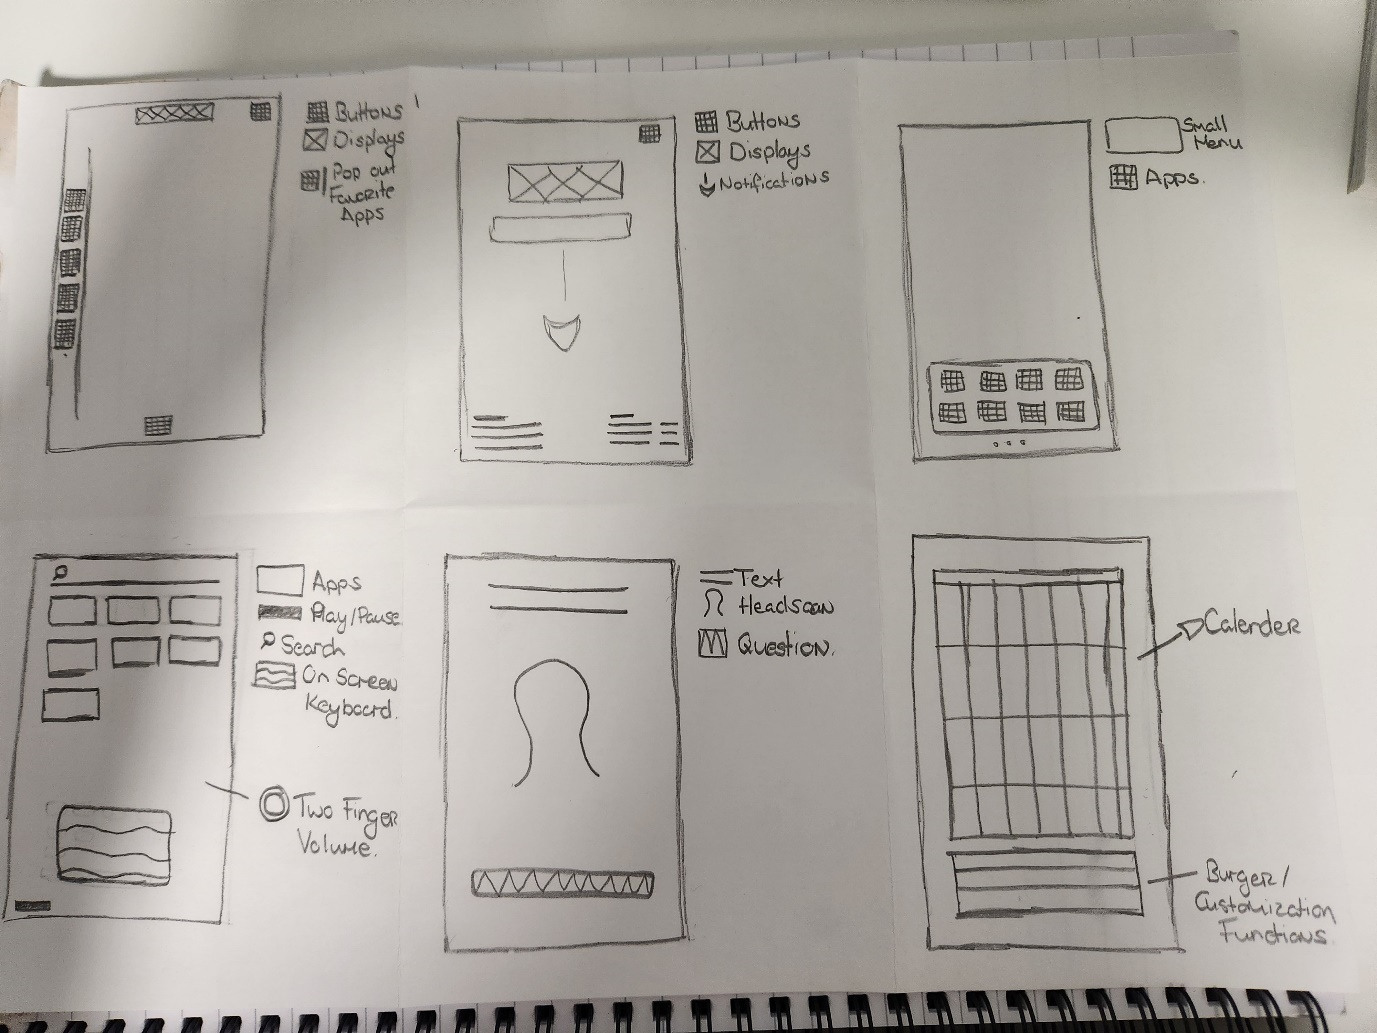 Buttons
Displays
Pop out
Favorite
Apps
Buttons
Displays
Notifications
Small
Menu
Apps.
Apps
Play/Pause
Search
On Screen
Keyboard.
Two Finger
Volume.
Text
Headscan
Question.
Calender
Burger/
Customization
Functions